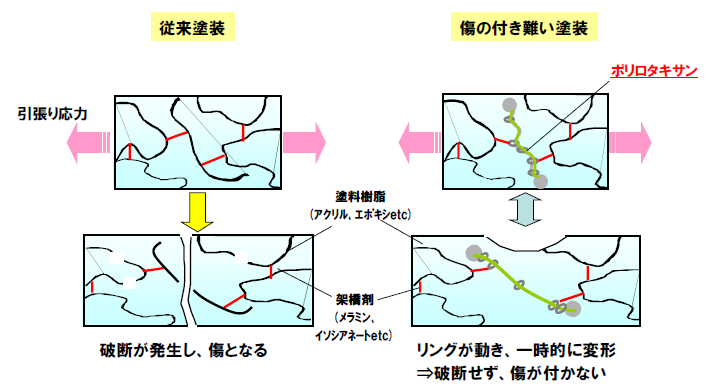 従来塗装
傷の付き難い塗装
ポリロタキサン
引張り応力
塗料樹脂
(アクリル、エポキシetc)
架橋剤
(メラミン、
イソシアネートetc)
破断が発生し、傷となる
リングが動き、一時的に変形
⇒破断せず、傷が付かない